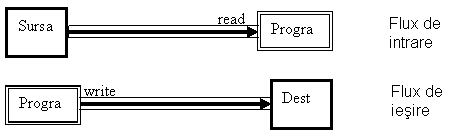 Sursa
read
Progra
Flux de
intrare
Progra
write
Dest
Flux de
ieşire